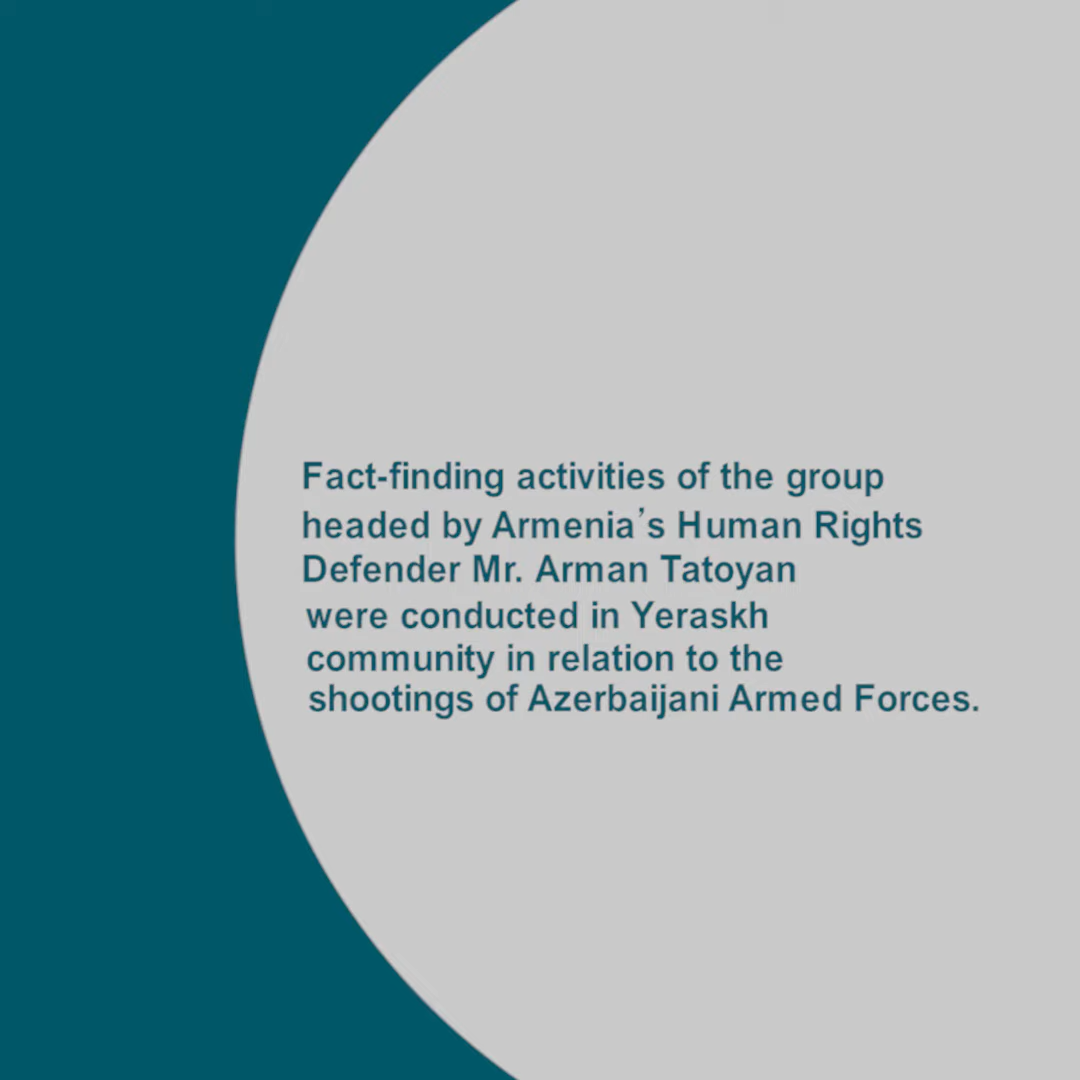 Fact-finding activities of the group
headed by Armenia’s Human Rights
Defender Mr. Arman Tatoyan
were conducted in Yeraskh
community in relation to the
shootings of Azerbaijani Armed Forces.